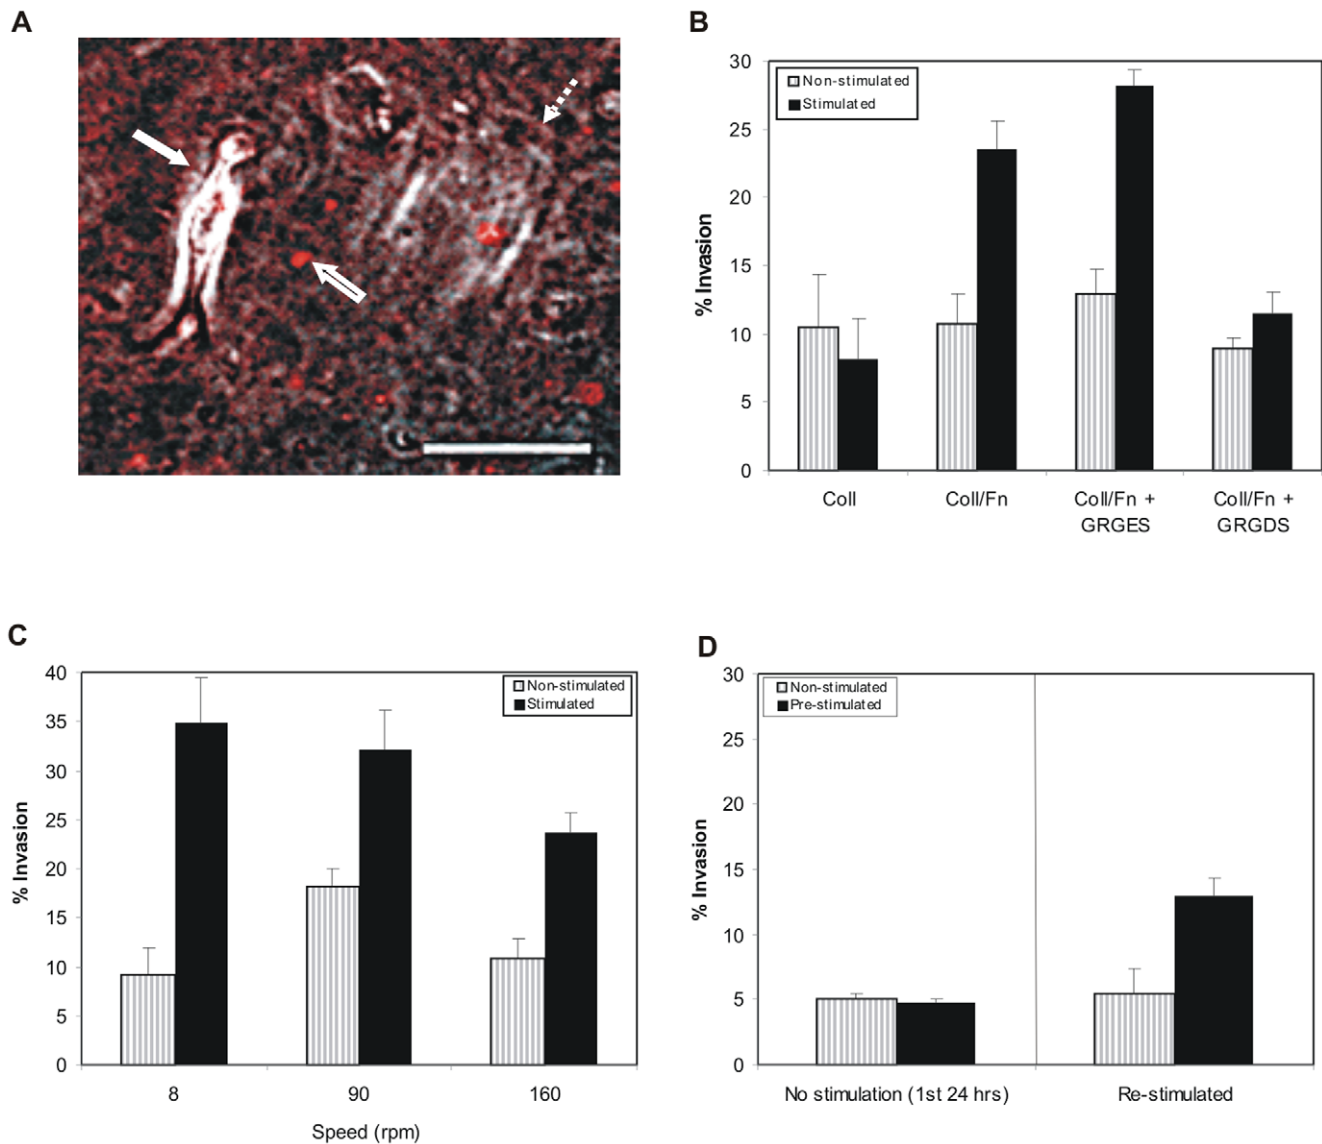 A
B
30
25
20
15
10
5
0
% Invasion
Non-stimulated
Stimulated
Coll
Coll/Fn
Coll/Fn +
GRGES
Coll/Fn +
GRGDS
C
40
35
30
25
20
15
10
5
0
% Invasion
Non-stimulated
Stimulated
8
90
160
Speed (rpm)
D
30
25
20
15
10
5
0
% Invasion
Non-stimulated
Pre-stimulated
No stimulation (1st 24 hrs)
Re-stimulated